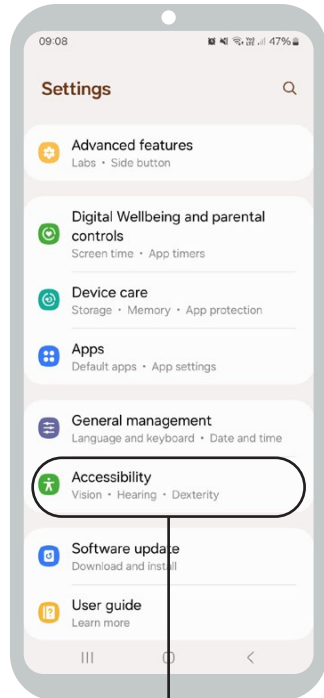 09:08 47%
Settings
Advanced features
Labs • Side button
Digital Wellbeing and parental
controls
Screen time • App timers
Device care
Storage • Memory • App protection
Apps
Default apps • App settings
General management
Language and keyboard • Date and time
Accessibility
Vision • Hearing • Dexterity
Software update
Download and install
User guide
Learn more